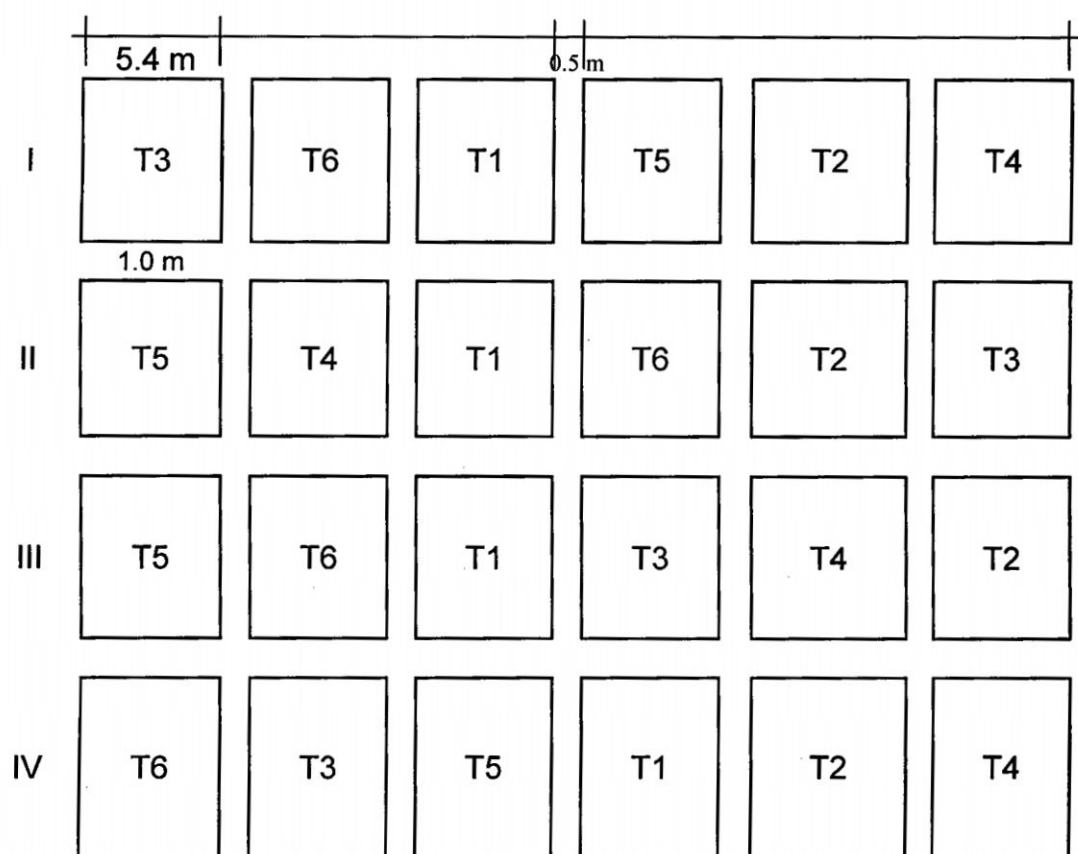 5.4 m 0.5 m
I T3 T6 T1 T5 T2 T4
1.0 m
II T5 T4 T1 T6 T2 T3
III T5 T6 T1 T3 T4 T2
IV T6 T3 T5 T1 T2 T4